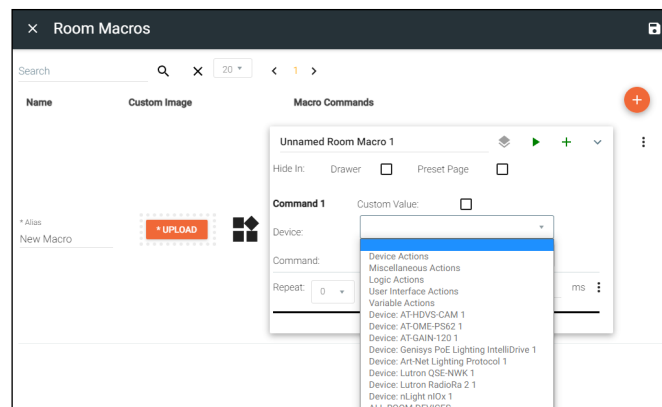 Room Macros
Search
20
1
Name Custom Image Macro Commands
Unnamed Room Macro 1
Hide In: Drawer Preset Page
Command 1 Custom Value:
* Alias
New Macro
* UPLOAD
Device:
Command:
Repeat: 0 ms
Device Actions
Miscellaneous Actions
Logic Actions
User Interface Actions
Variable Actions
Device: AT-HDVS-CAM 1
Device: AT-OME-PS62 1
Device: AT-GAIN-120 1
Device: Genisys PoE Lighting IntelliDrive 1
Device: Art-Net Lighting Protocol 1
Device: Lutron QSE-NWK 1
Device: Lutron RadioRa 2 1
Device: nLight nIOx 1
ALL ROOM DEVICES